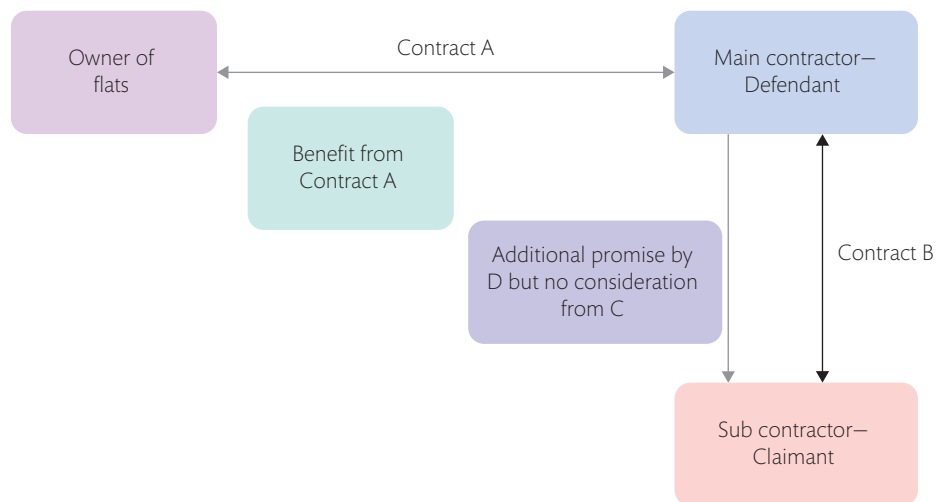 Owner of
flats
Contract A
Main contractor—
Defendant
Benefit from
Contract A
Additional promise by
D but no consideration
from C
Contract B
Sub contractor—
Claimant